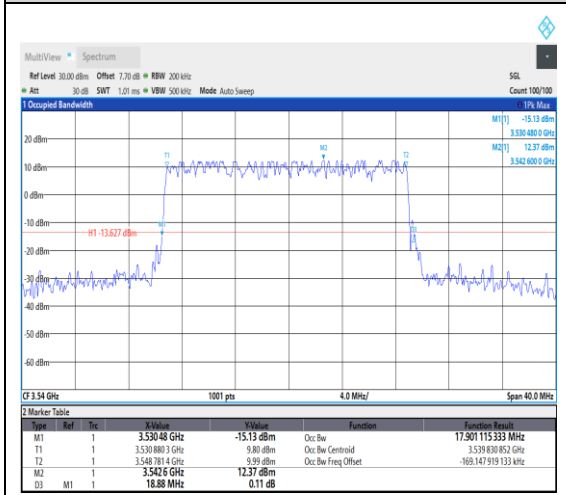 MultiView Spectrum
Ref Level 30.00 dBm Offset 7.70 dB RBW 200 kHz SGL
Att 30 dB SWT 1.01 ms VBW 500 kHz Mode Auto Sweep Count 100/100
1 Occupied Bandwidth 1Pk Max
M1[1] -15.13 dBm
3.530 480 0 GHz
M2[1] 12.37 dBm
3.542 600 0 GHz
20 dBm
T1 M2 T2
10 dBm
0 dBm
-10 dBm
M1 D3
H1 -13.627 dBm
-20 dBm
-30 dBm
-40 dBm
-50 dBm
-60 dBm
CF 3.54 GHz 1001 pts 4.0 MHz/ Span 40.0 MHz
2 Marker Table
Type Ref Trc X-Value Y-Value Function Function Result
M1 1 3.53048 GHz -15.13 dBm Occ Bw 17.901 115 333 MHz
T1 1 3.530 880 3 GHz 9.80 dBm Occ Bw Centroid 3.539 830 852 GHz
T2 1 3.548 781 4 GHz 9.99 dBm Occ Bw Freq Offset -169.147 919 133 kHz
M2 1 3.5426 GHz 12.37 dBm
D3 M1 1 18.88 MHz 0.11 dB